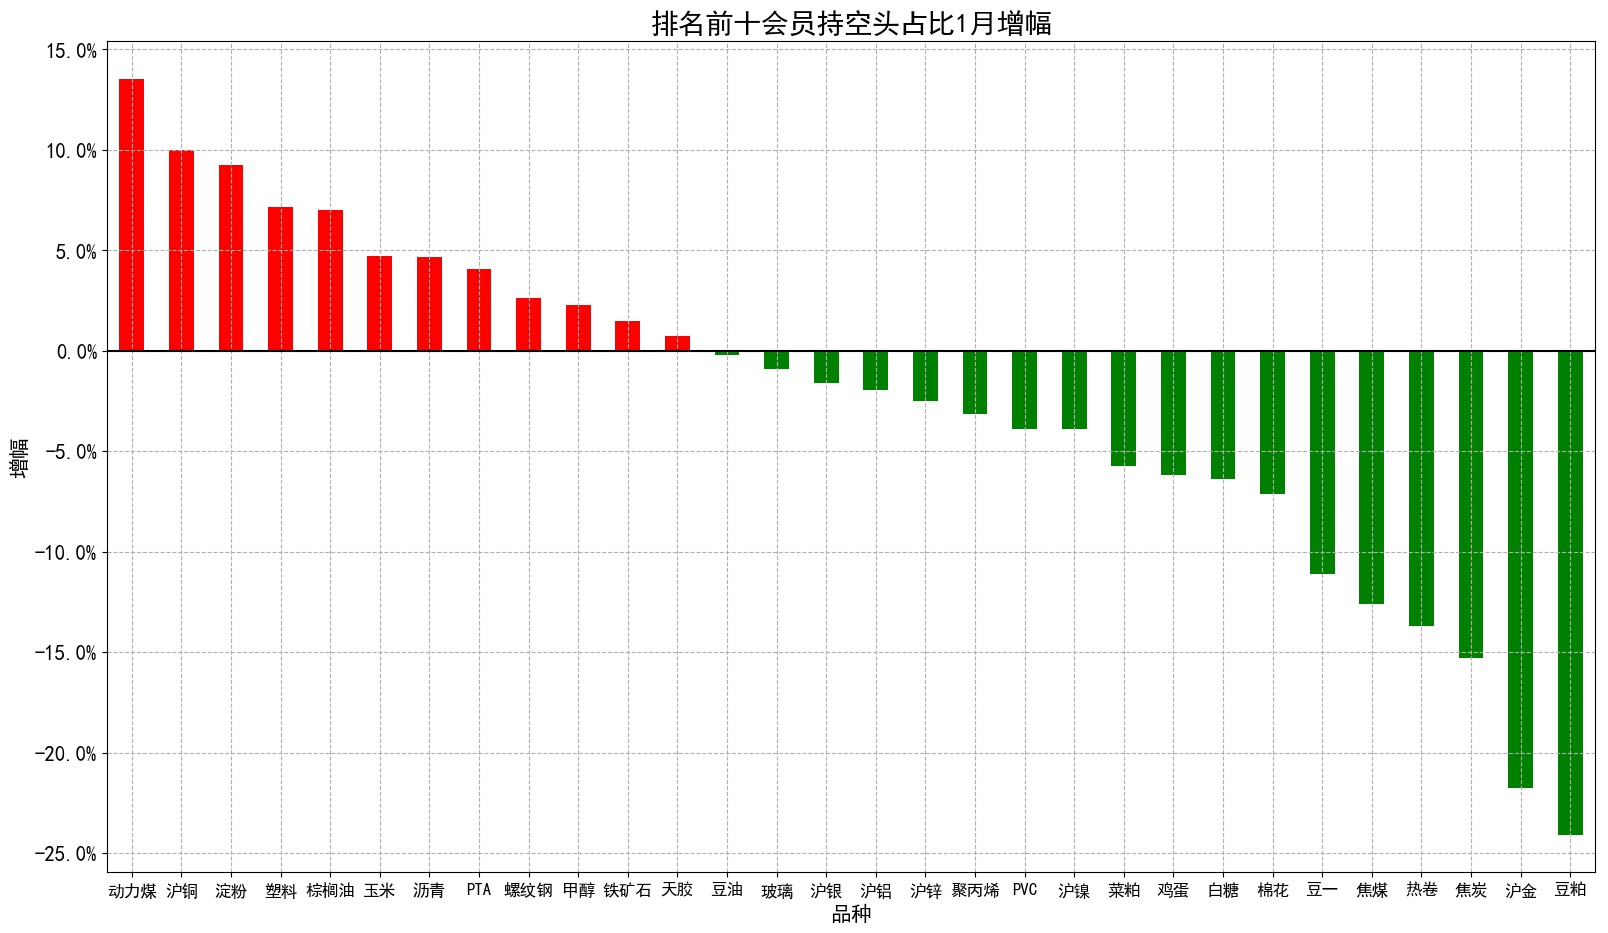 排名前十会员持空头占比1月增幅
15.0%
10.0%
5.0%
0.0%
-5.0%
-10.0%
-15.0%
-20.0%
-25.0%
增幅
动力煤 沪铜 淀粉 塑料 棕榈油 玉米 沥青 PTA 螺纹钢 甲醇 铁矿石 天胶 豆油 玻璃 沪银 沪铝 沪锌 聚丙烯 PVC 沪镍 菜粕 鸡蛋 白糖 棉花 豆一 焦煤 热卷 焦炭 沪金 豆粕
品种